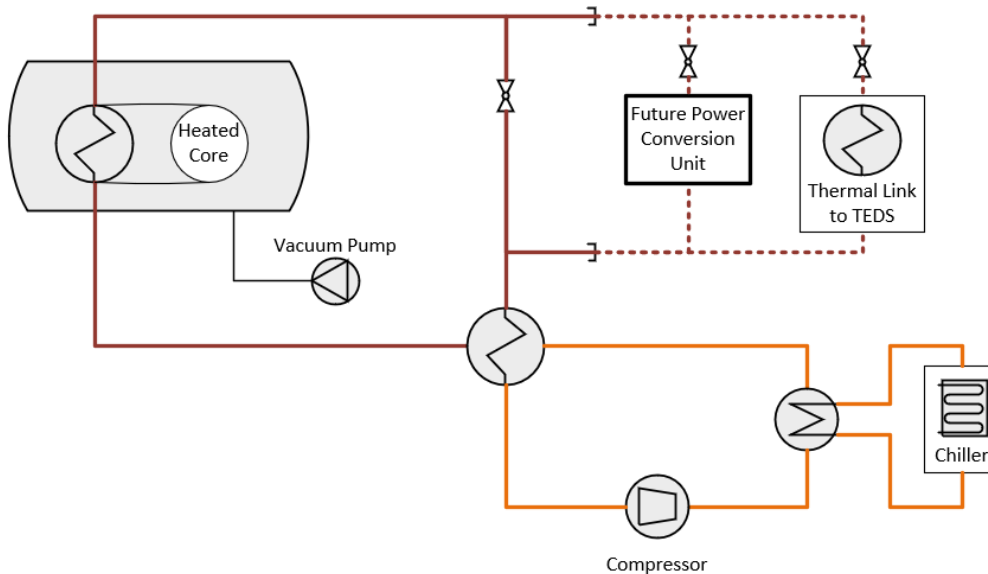 Heated
Core
Future Power
Conversion
Unit
Thermal Link
to TEDS
Vacuum Pump
Chiller
Compressor